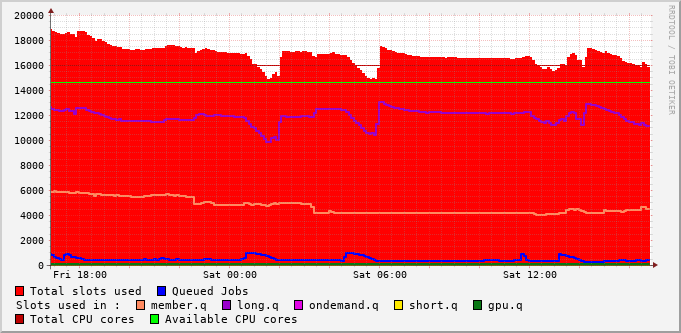 20000
18000
16000
14000
12000
10000
8000
6000
4000
2000
0
Fri 18:00 Sat 00:00 Sat 06:00 Sat 12:00
RRDTOOL / TOBI OETIKER
Total slots used Queued Jobs
Slots used in : member.q long.q ondemand.q short.q gpu.q
Total CPU cores Available CPU cores